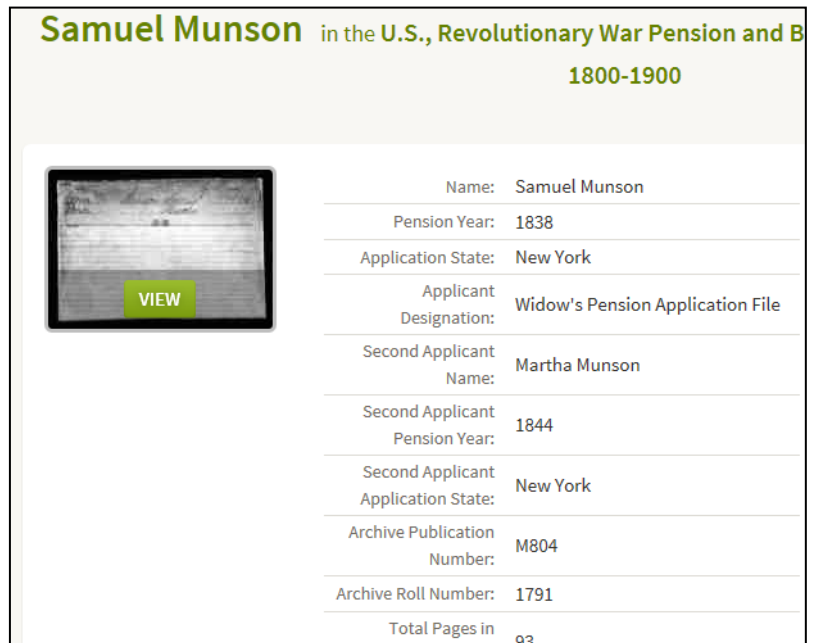 Samuel Munson in the U.S., Revolutionary War Pension and B
1800-1900
VIEW
Name: Samuel Munson
Pension Year: 1838
Application State: New York
Applicant
Designation: Widow's Pension Application File
Second Applicant
Name: Martha Munson
Second Applicant
Pension Year: 1844
Second Applicant
Application State: New York
Archive Publication
Number: M804
Archive Roll Number: 1791
Total Pages in
93